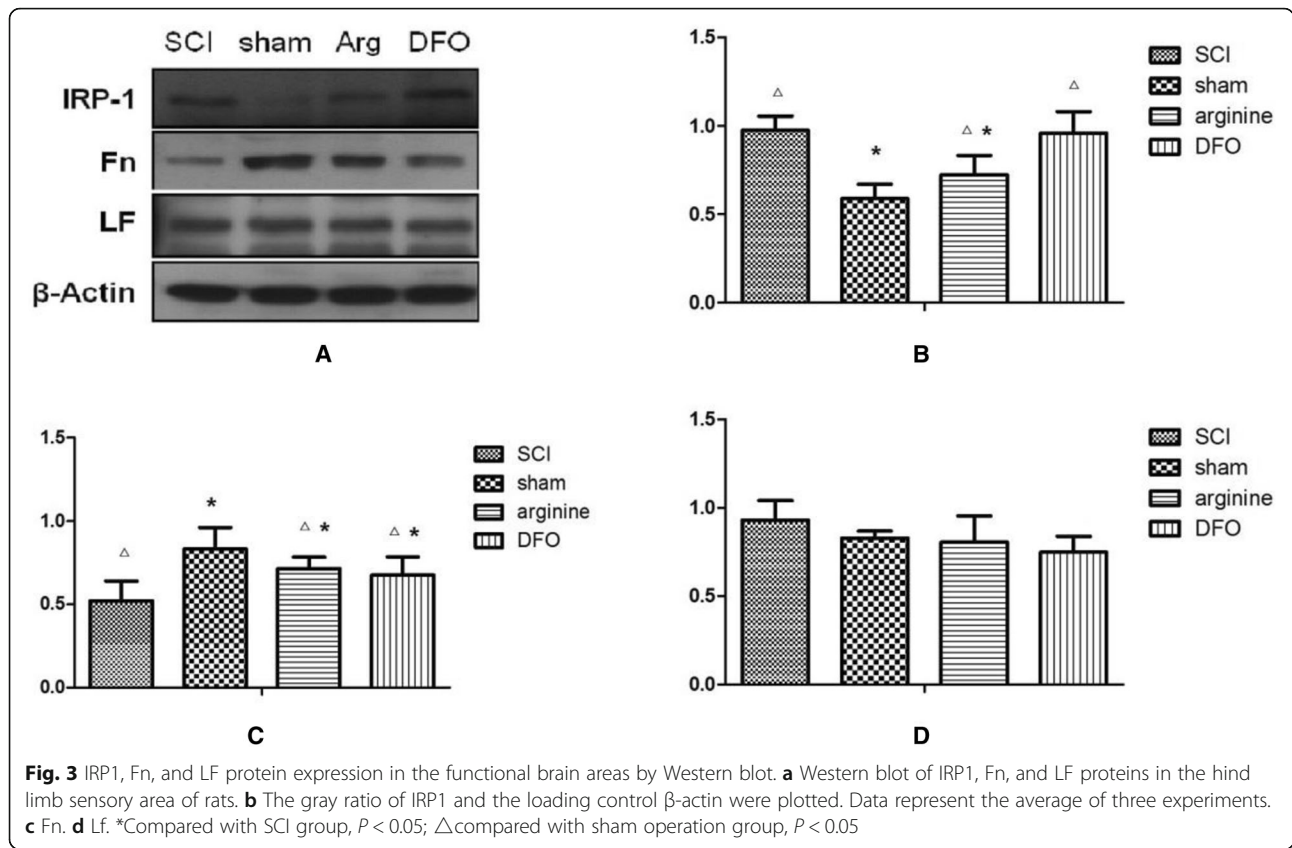 SCI sham Arg DFO
IRP-1
Fn
LF
β-Actin
A
1.5
1.0
0.5
0.0
△
*
△ *
△
SCI
sham
arginine
DFO
B
1.5
1.0
0.5
0.0
△
*
△ *
△ *
SCI
sham
arginine
DFO
C
1.5
1.0
0.5
0.0
SCI
sham
arginine
DFO
D
Fig. 3 IRP1, Fn, and LF protein expression in the functional brain areas by Western blot. a Western blot of IRP1, Fn, and LF proteins in the hind
limb sensory area of rats. b The gray ratio of IRP1 and the loading control β-actin were plotted. Data represent the average of three experiments.
c Fn. d Lf. *Compared with SCI group, P < 0.05; △compared with sham operation group, P < 0.05